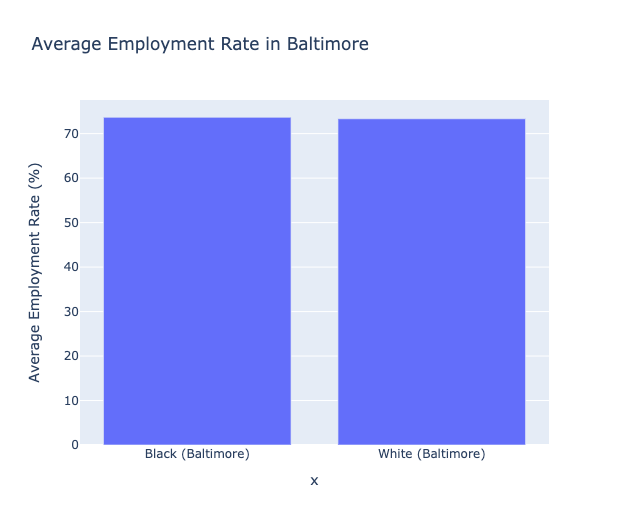 Average Employment Rate in Baltimore
Average Employment Rate (%)
70
60
50
40
30
20
10
0
Black (Baltimore)
White (Baltimore)
x